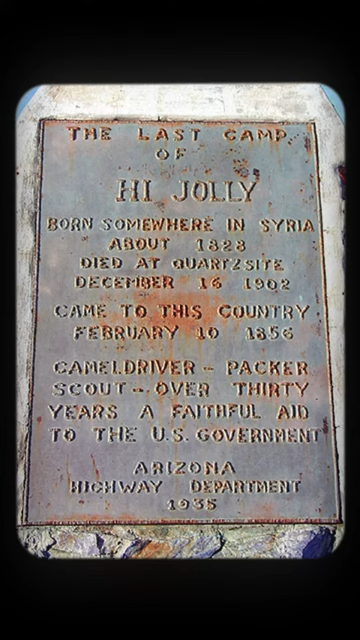 THE LAST CAMP
OF
HI JOLLY
BORN SOMEWHERE IN SYRIA
ABOUT 1828
DIED AT QUARTZSITE
DECEMBER 16 1902
CAME TO THIS COUNTRY
FEBRUARY 10 1856
CAMELDRIVER - PACKER
SCOUT - OVER THIRTY
YEARS A FAITHFUL AID
TO THE U.S. GOVERNMENT
ARIZONA
HIGHWAY DEPARTMENT
1935